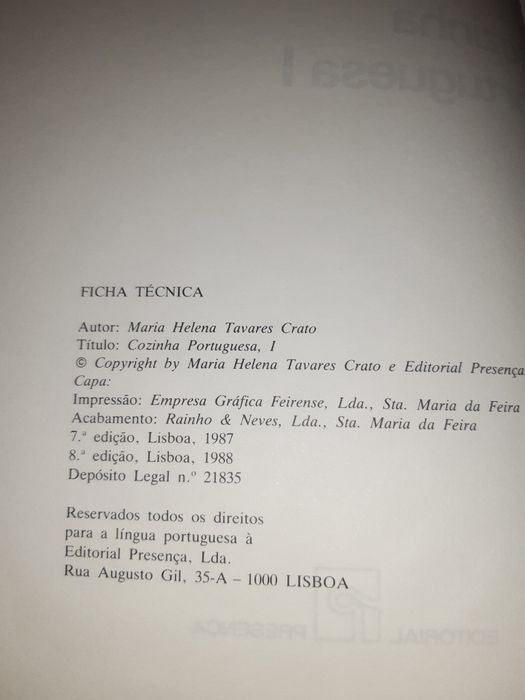 FICHA TÉCNICA
Autor: Maria Helena Tavares Crato
Título: Cozinha Portuguesa, I
© Copyright by Maria Helena Tavares Crato e Editorial Presença
Capa:
Impressão: Empresa Gráfica Feirense, Lda., Sta. Maria da Feira
Acabamento: Rainho & Neves, Lda., Sta. Maria da Feira
7.ª edição, Lisboa, 1987
8.ª edição, Lisboa, 1988
Depósito Legal n.º 21835
Reservados todos os direitos
para a língua portuguesa à
Editorial Presença, Lda.
Rua Augusto Gil, 35-A – 1000 LISBOA